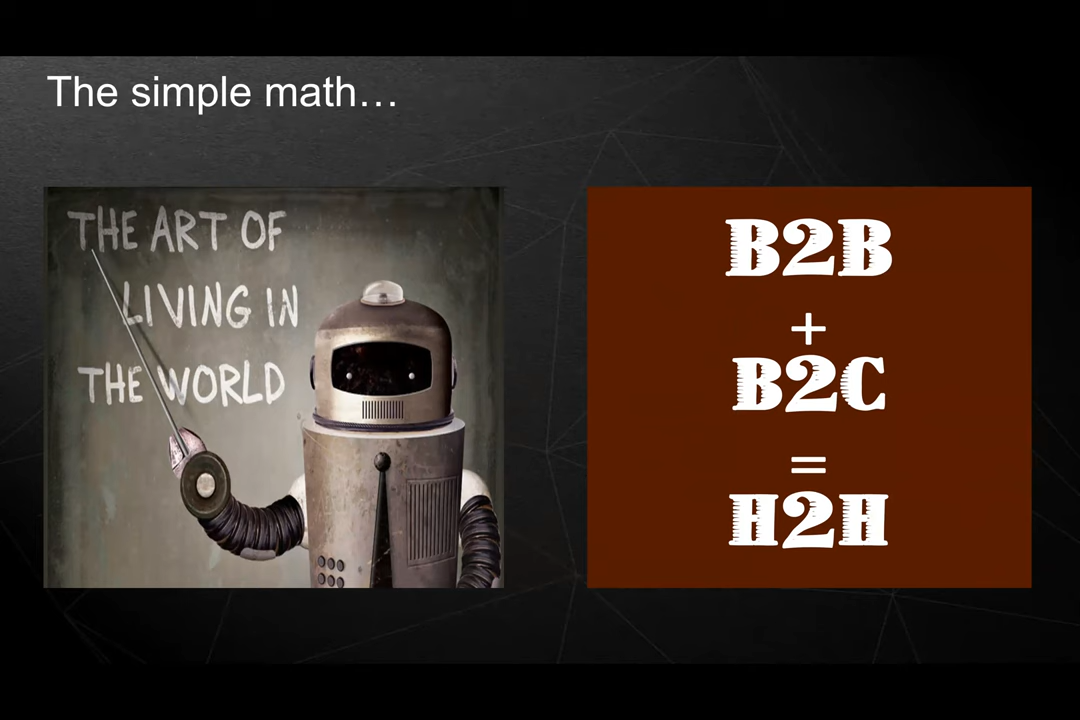 The simple math…
THE ART OF
LIVING IN
THE WORLD
B2B
+
B2C
=
H2H